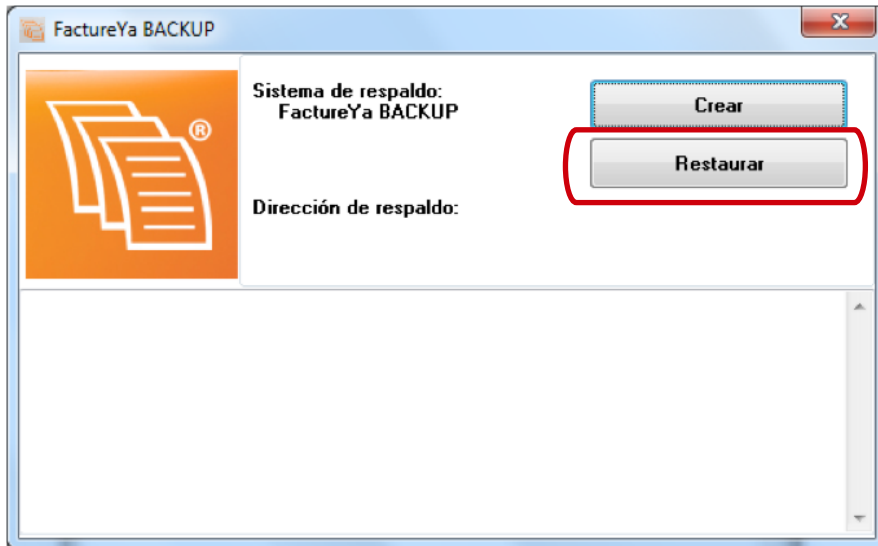 FactureYa BACKUP
Sistema de respaldo:
FactureYa BACKUP
Crear
Restaurar
Dirección de respaldo:
®